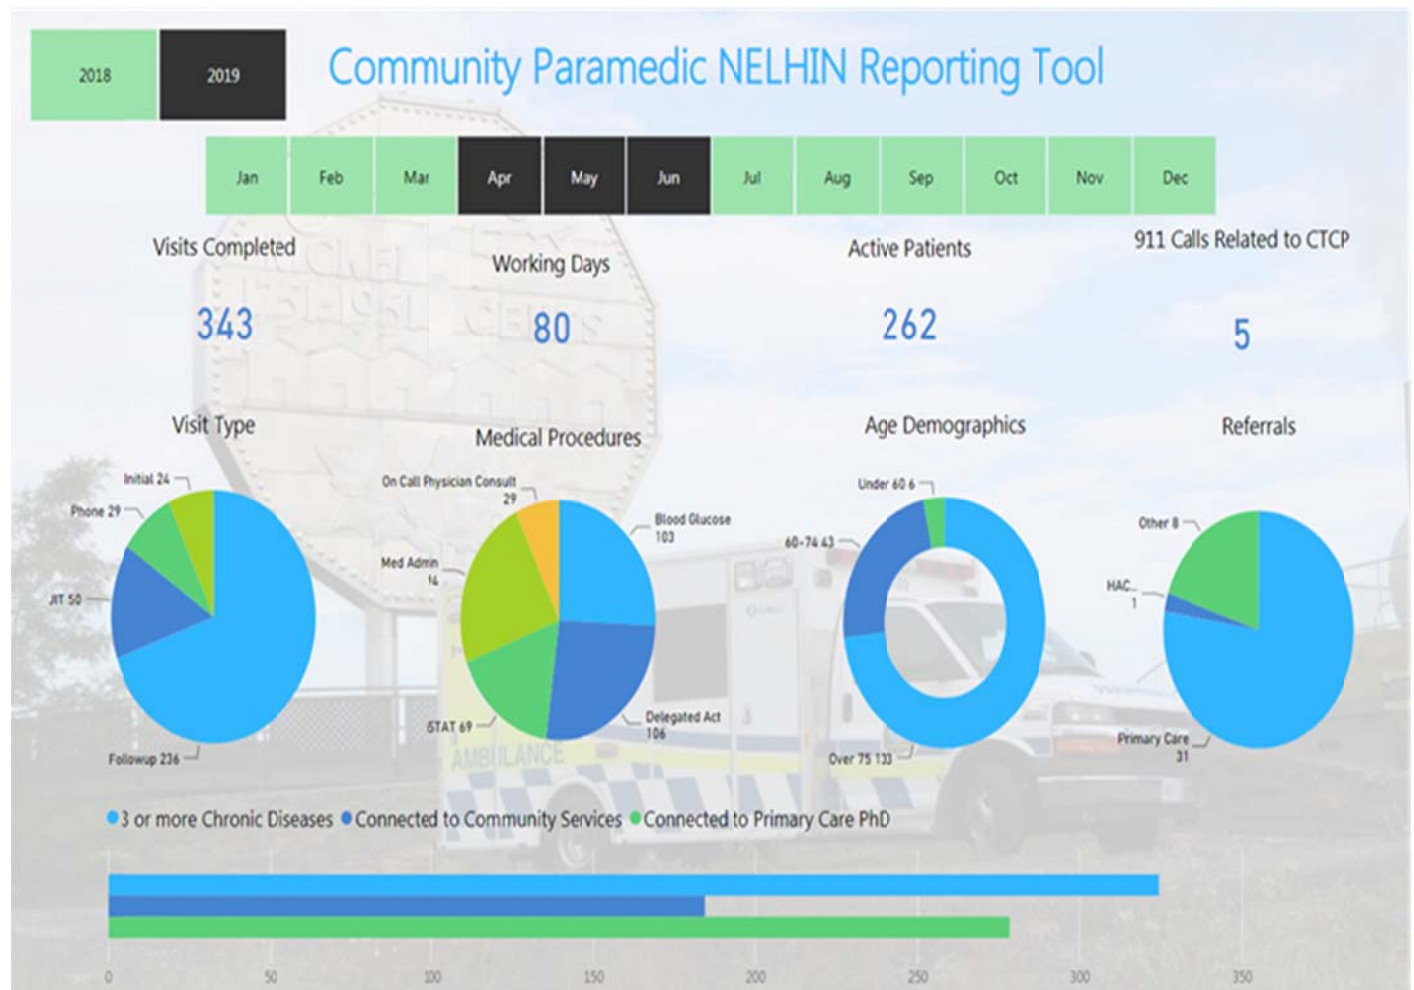 2018
2019
Community Paramedic NELHIN Reporting Tool
Jan
Feb
Mar
Apr
May
Jun
Jul
Aug
Sep
Oct
Nov
Dec
Visits Completed
343
Working Days
80
Active Patients
262
911 Calls Related to CTCP
5
Visit Type
Initial 24
Phone 29
JIT 50
Followup 236
Medical Procedures
On Call Physician Consult
29
Blood Glucose
103
Med Admin
iSTAT 69
Delegated Act
106
Age Demographics
Under 60 6
60-74 43
Over 75 133
Referrals
Other 8
HAC...
1
Primary Care
31
AMBULANCE
3 or more Chronic Diseases
Connected to Community Services
Connected to Primary Care PhD
0
50
100
150
200
250
300
350